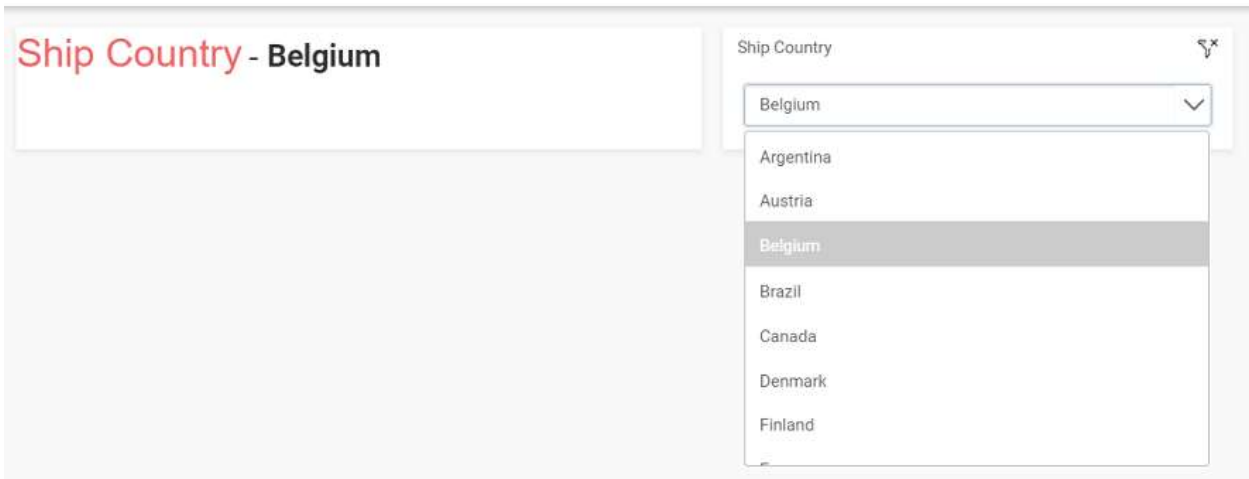 Ship Country - Belgium
Ship Country
Belgium
Argentina
Austria
Belgium
Brazil
Canada
Denmark
Finland